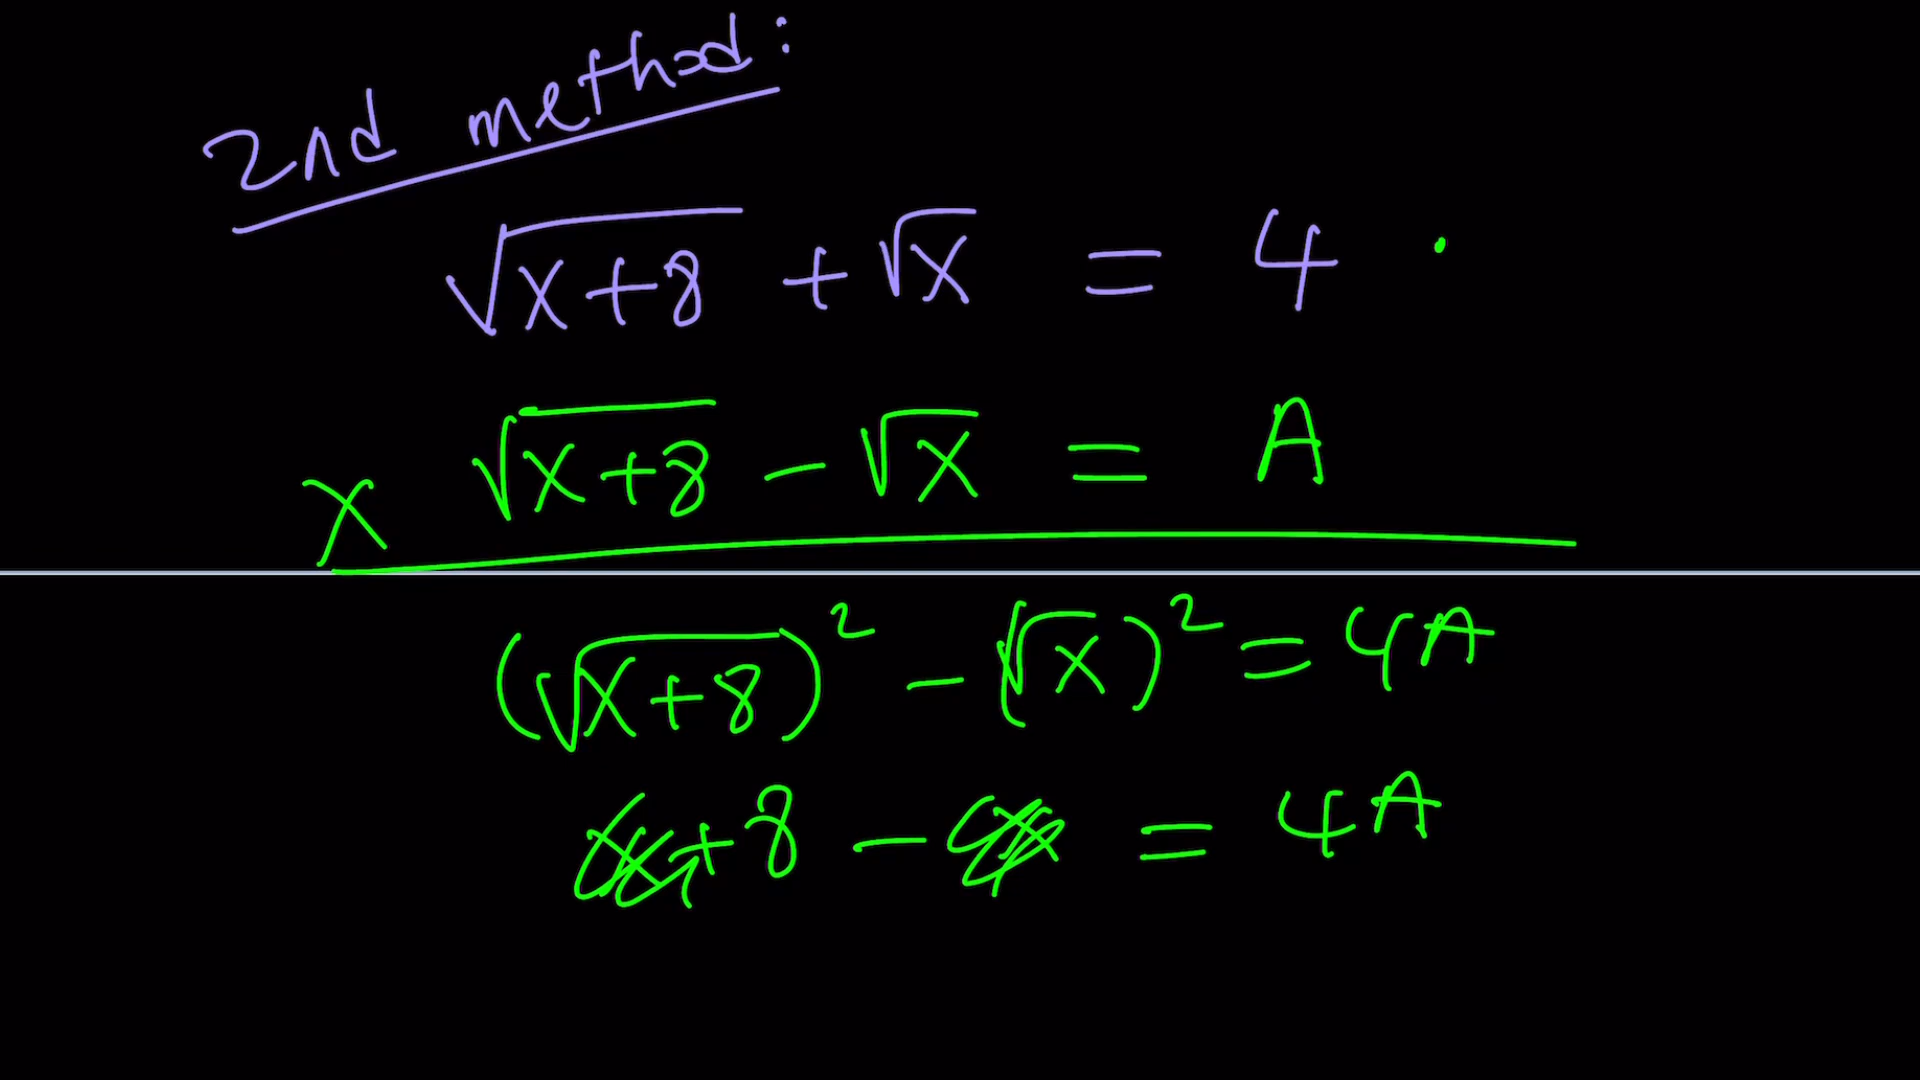 2nd method:
√(x+8) + √x = 4
x √(x+8) - √x = A
(√(x+8))² - (√x)² = 4A
x + 8 - x = 4A